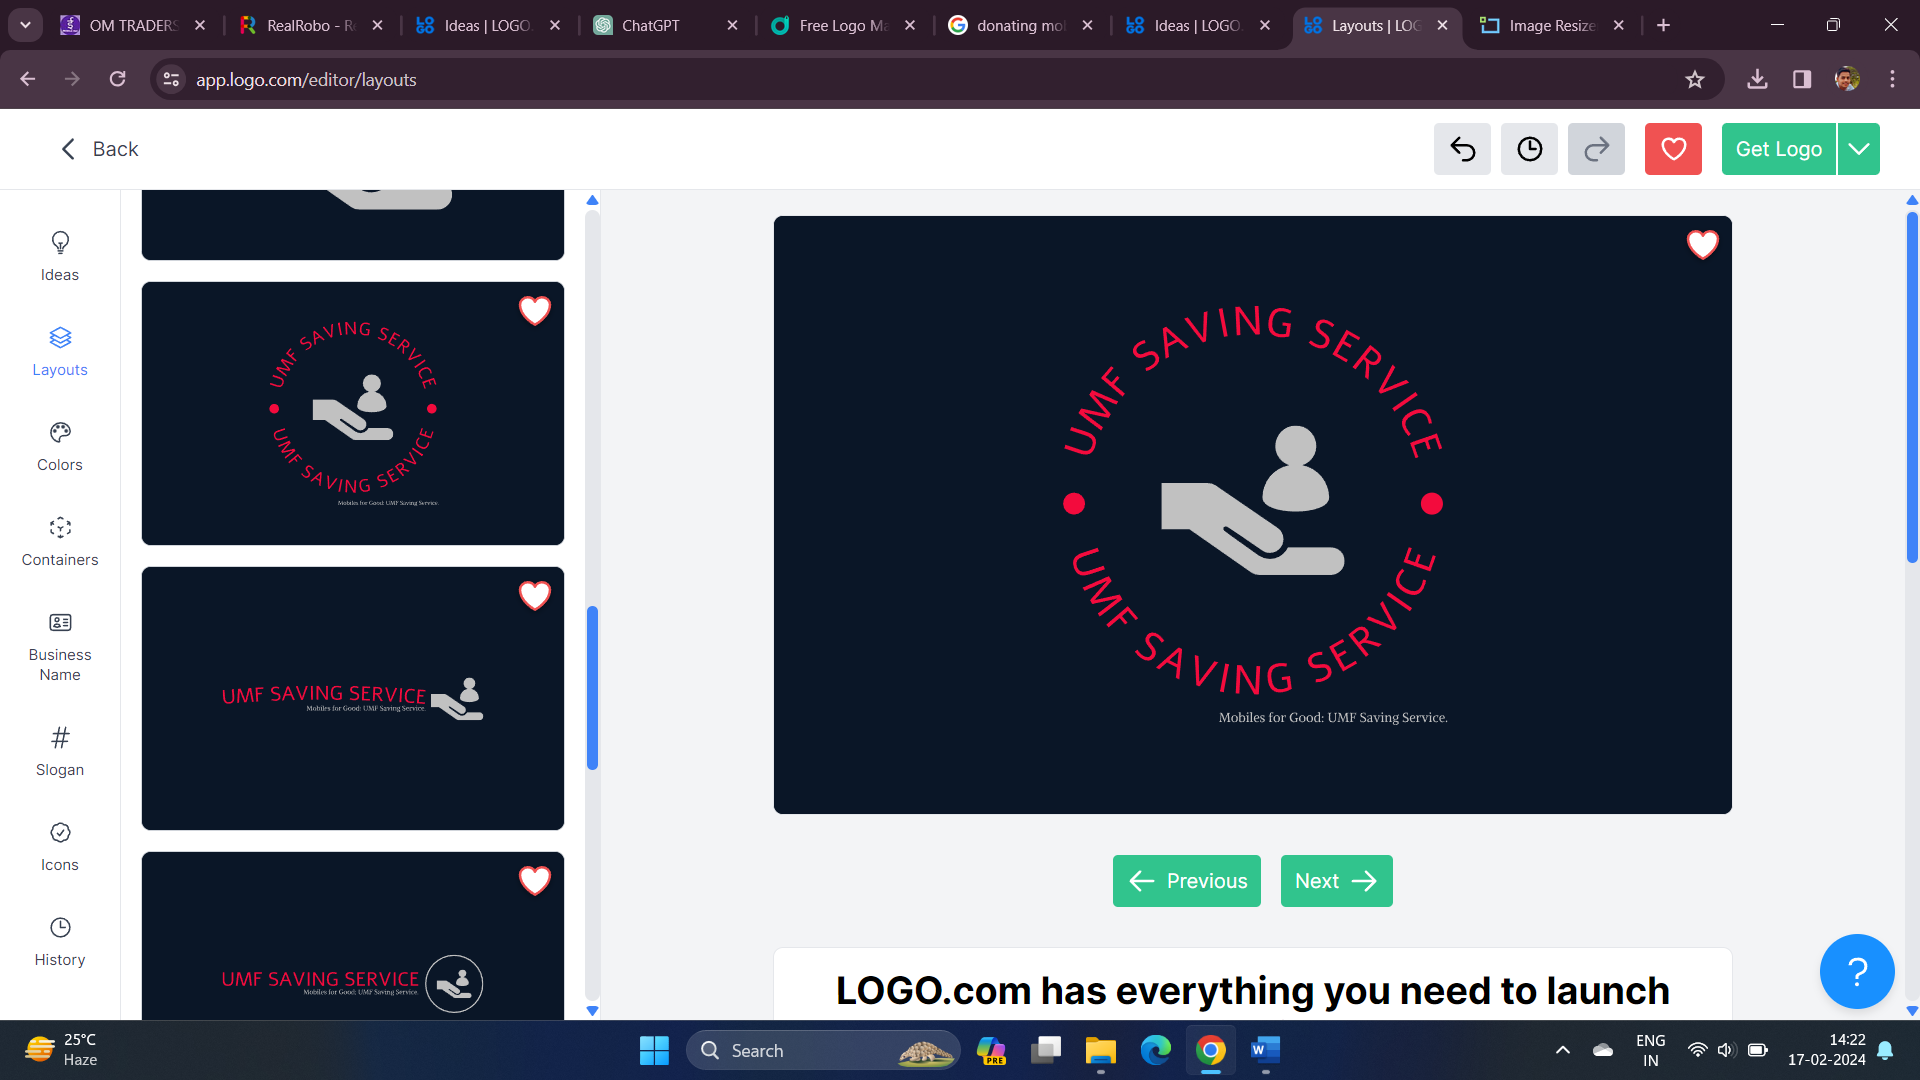 OM TRADERS
RealRobo - Re
Ideas | LOGO.
ChatGPT
Free Logo Ma
donating mol
Ideas | LOGO.
Layouts | LOG
Image Resize
app.logo.com/editor/layouts
Back
Get Logo
Ideas
Layouts
Colors
Containers
Business
Name
Slogan
Icons
History
UMF SAVING SERVICE
UMF SAVING SERVICE
Mobiles for Good: UMF Saving Service.
UMF SAVING SERVICE
Mobiles for Good: UMF Saving Service.
UMF SAVING SERVICE
Mobiles for Good: UMF Saving Service.
UMF SAVING SERVICE
UMF SAVING SERVICE
Mobiles for Good: UMF Saving Service.
Previous
Next
LOGO.com has everything you need to launch
?
25°C
Haze
Search
PRE
W
ENG
IN
14:22
17-02-2024